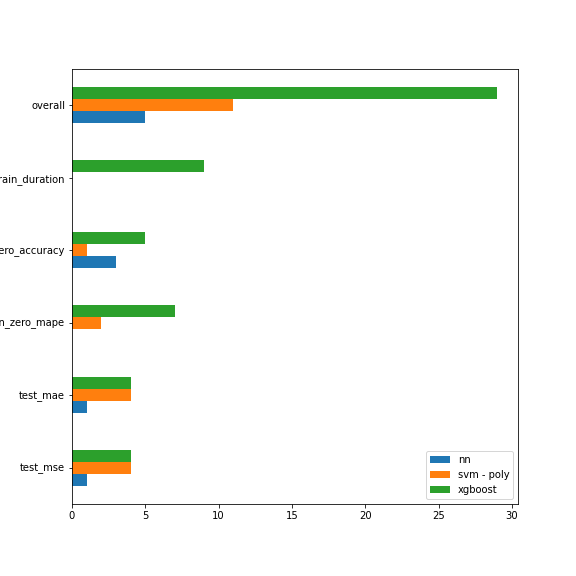 overall
rain_duration
ero_accuracy
n_zero_mape
test_mae
test_mse
nn
svm - poly
xgboost
0 5 10 15 20 25 30